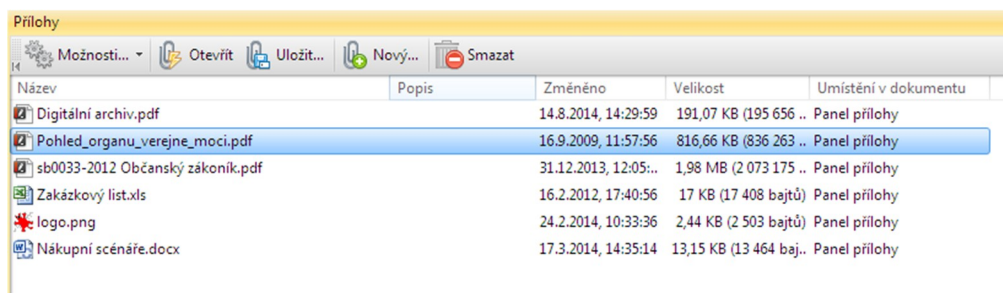 Přílohy
Možnosti... Otevřít Uložit... Nový... Smazat
Název Popis Změněno Velikost Umístění v dokumentu
Digitální archiv.pdf 14.8.2014, 14:29:59 191,07 KB (195 656 .. Panel přílohy
Pohled_organu_verejne_moci.pdf 16.9.2009, 11:57:56 816,66 KB (836 263 .. Panel přílohy
sb0033-2012 Občanský zákoník.pdf 31.12.2013, 12:05:.. 1,98 MB (2 073 175 .. Panel přílohy
Zakázkový list.xls 16.2.2012, 17:40:56 17 KB (17 408 bajtů) Panel přílohy
logo.png 24.2.2014, 10:33:36 2,44 KB (2 503 bajtů) Panel přílohy
Nákupní scénáře.docx 17.3.2014, 14:35:14 13,15 KB (13 464 baj.. Panel přílohy